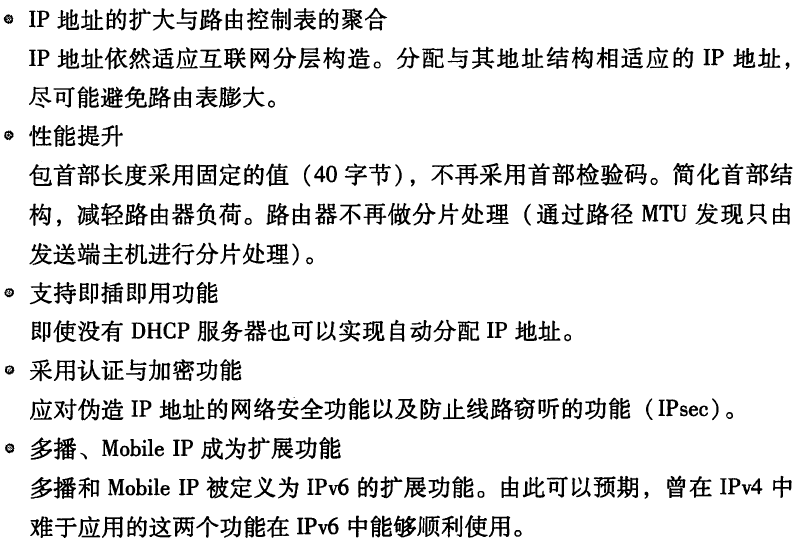 • IP 地址的扩大与路由控制表的聚合
IP 地址依然适应互联网分层构造。分配与其地址结构相适应的 IP 地址，
尽可能避免路由表膨大。
• 性能提升
包首部长度采用固定的值（40 字节），不再采用首部检验码。简化首部结
构，减轻路由器负荷。路由器不再做分片处理（通过路径 MTU 发现只由
发送端主机进行分片处理）。
• 支持即插即用功能
即使没有 DHCP 服务器也可以实现自动分配 IP 地址。
• 采用认证与加密功能
应对伪造 IP 地址的网络安全功能以及防止线路窃听的功能（IPsec）。
• 多播、Mobile IP 成为扩展功能
多播和 Mobile IP 被定义为 IPv6 的扩展功能。由此可以预期，曾在 IPv4 中
难于应用的这两个功能在 IPv6 中能够顺利使用。